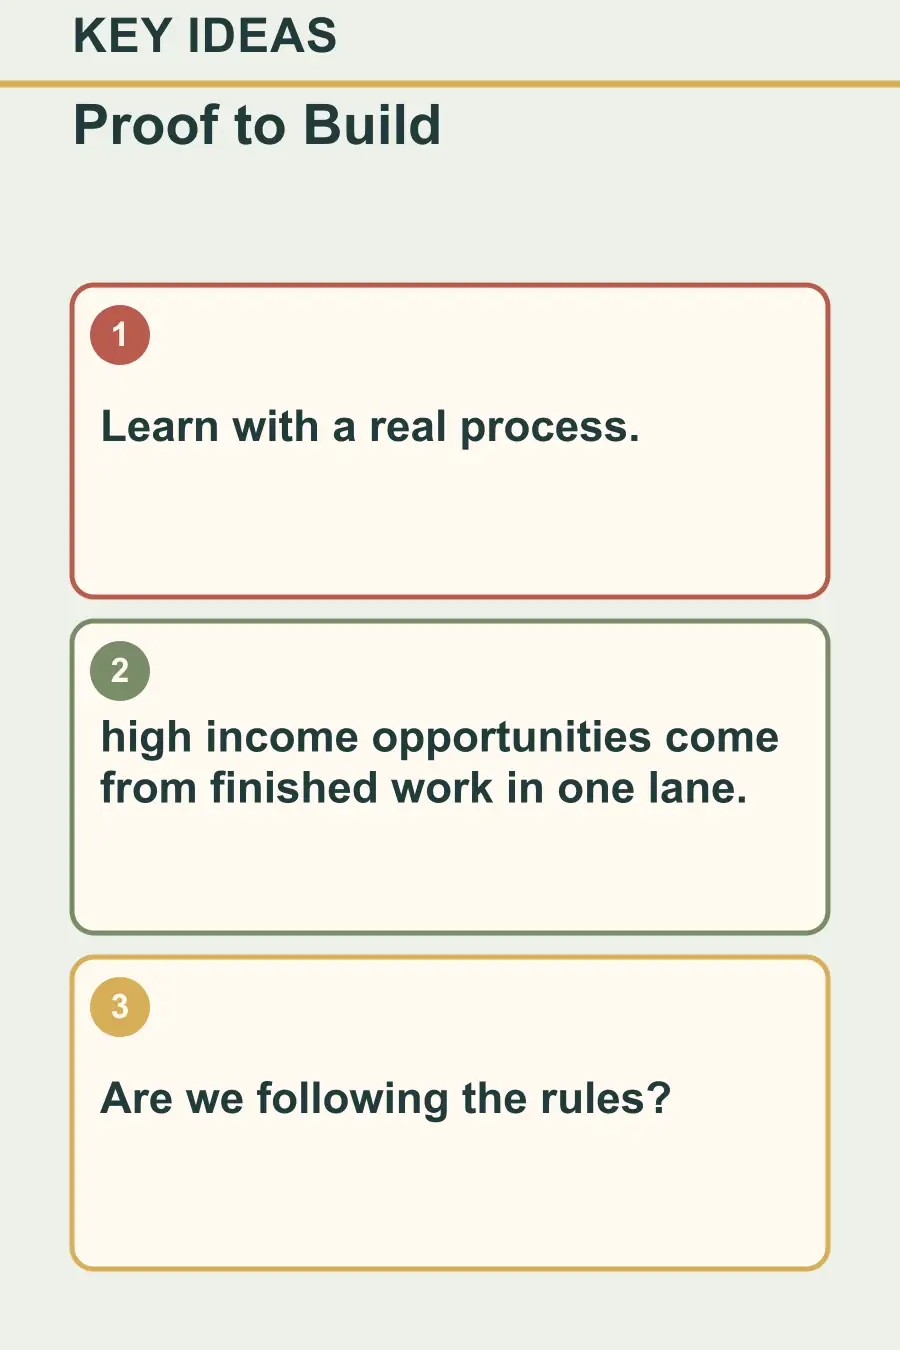 KEY IDEAS
Proof to Build
1
Learn with a real process.
2
high income opportunities come
from finished work in one lane.
3
Are we following the rules?